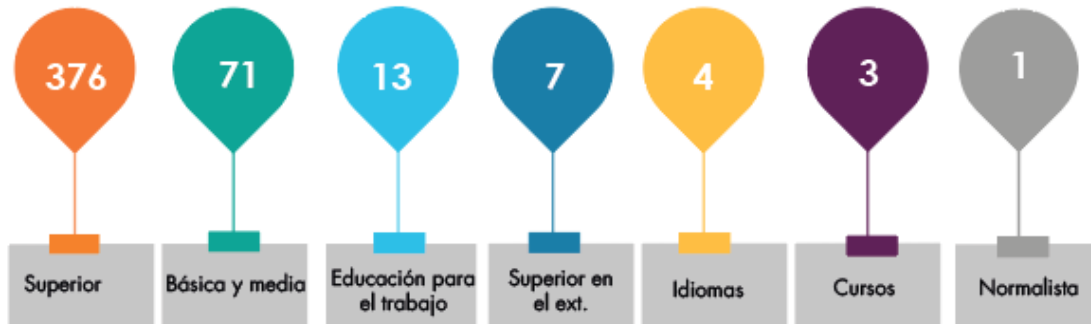 376
71
13
7
4
3
1
Superior
Básica y media
Educación para
el trabajo
Superior en
el ext.
Idiomas
Cursos
Normalista